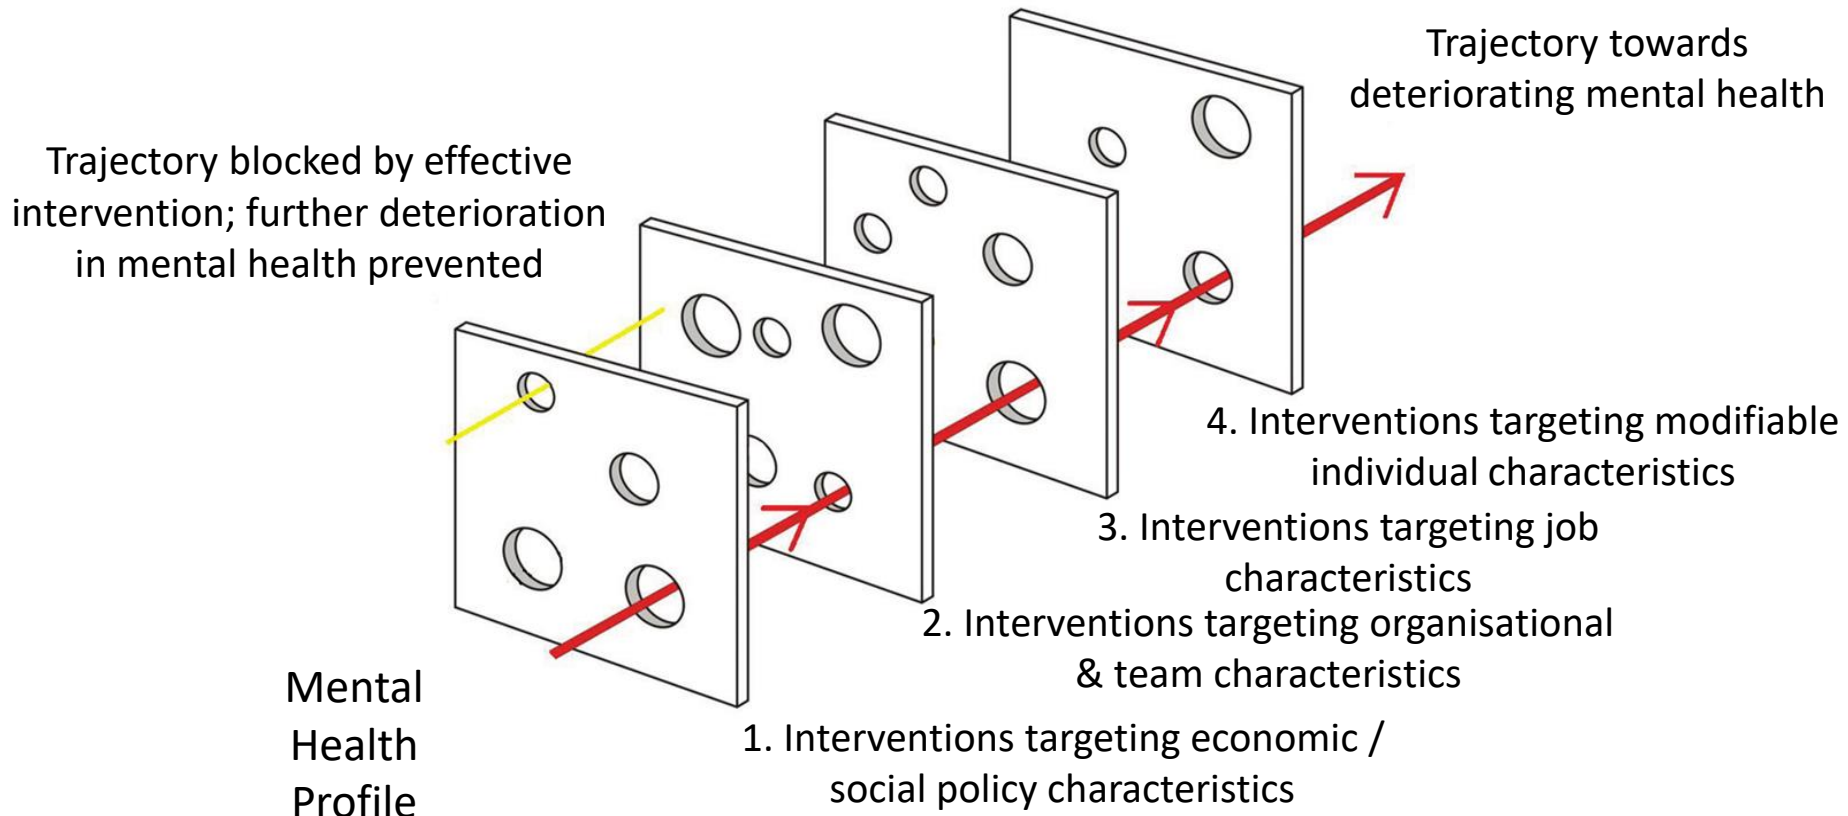 Trajectory towards
deteriorating mental health
Trajectory blocked by effective
intervention; further deterioration
in mental health prevented
4. Interventions targeting modifiable
individual characteristics
3. Interventions targeting job
characteristics
2. Interventions targeting organisational
& team characteristics
Mental
Health
Profile
1. Interventions targeting economic /
social policy characteristics